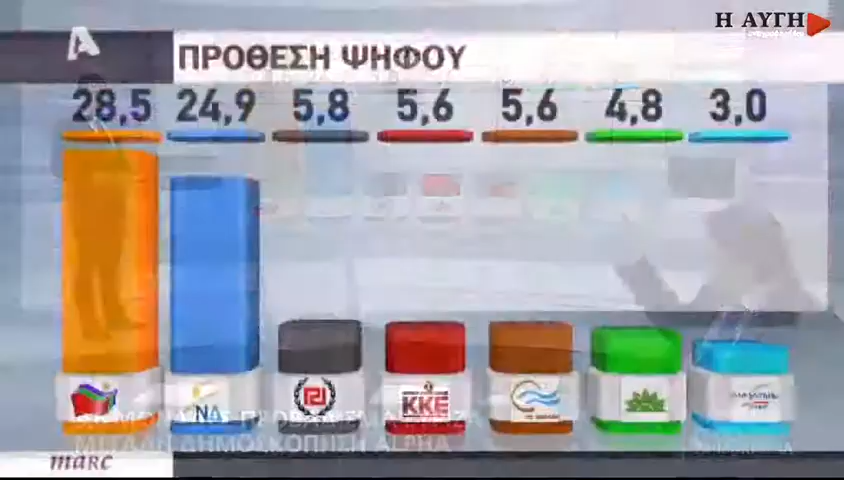 Η ΑΥΓΗ
ΠΡΟΘΕΣΗ ΨΗΦΟΥ
28,5 24,9 5,8 5,6 5,6 4,8 3,0
ΝΔ ΚΚΕ
ΔΗΜΟΣΚΟΠΗΣΗ ALPHA
marc